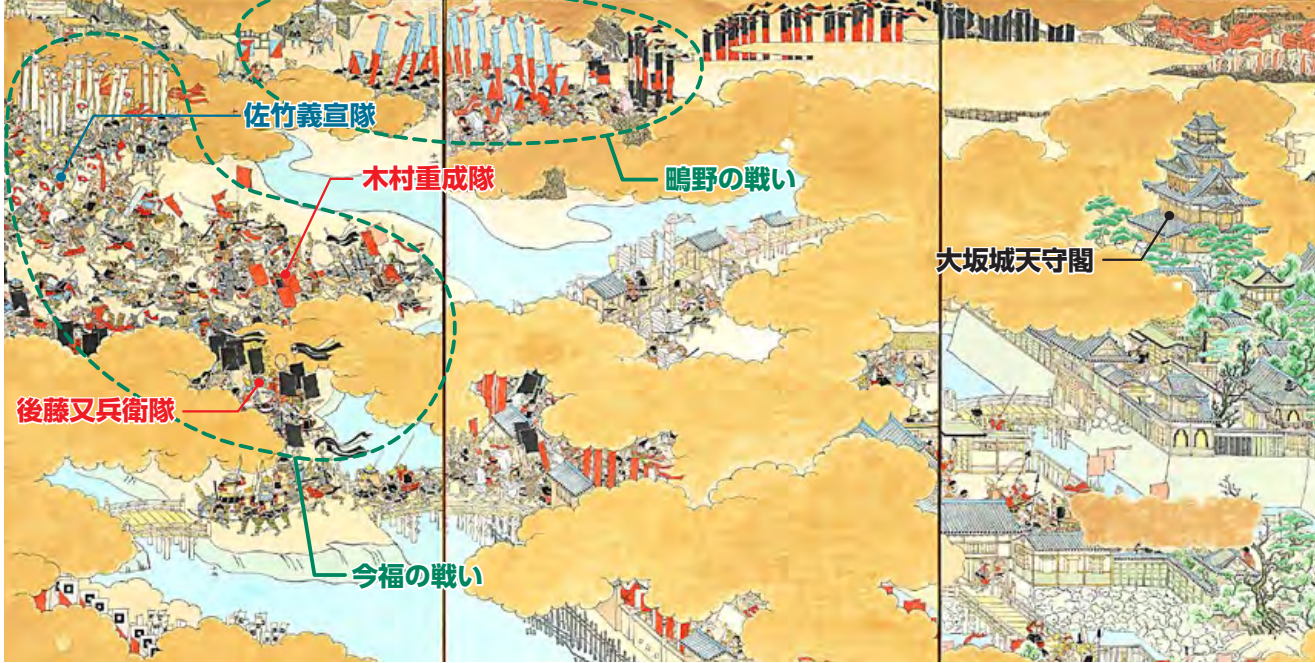 佐竹義宣隊
木村重成隊
鴫野の戦い
大坂城天守閣
後藤又兵衛隊
今福の戦い